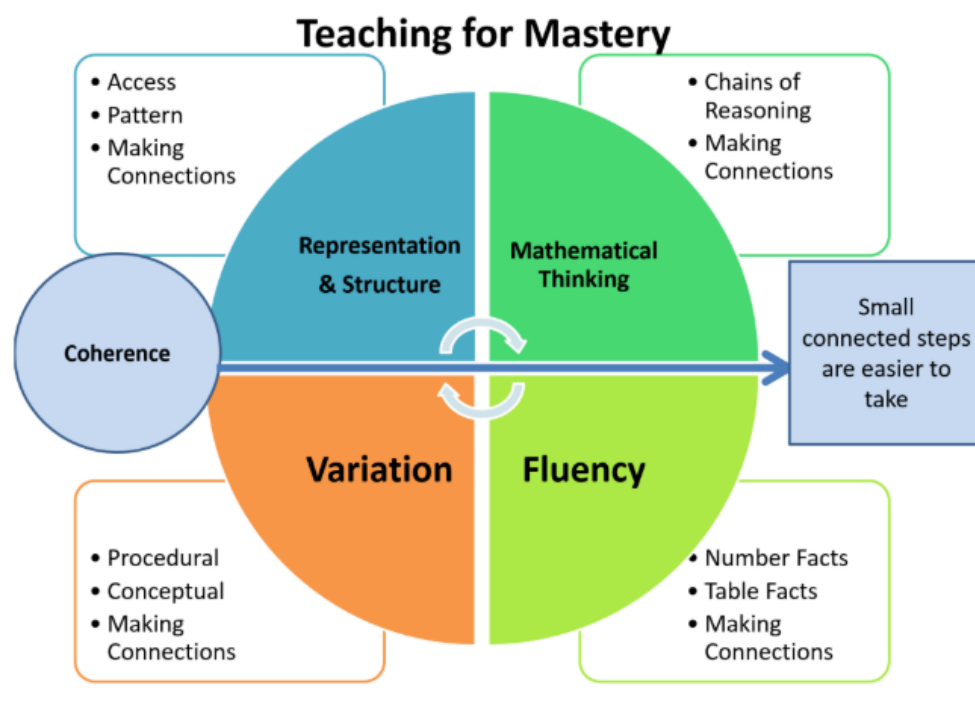 Teaching for Mastery
• Access
• Pattern
• Making
Connections
• Chains of
Reasoning
• Making
Connections
Representation
& Structure
Mathematical
Thinking
Coherence
Small
connected steps
are easier to
take
Variation
Fluency
• Procedural
• Conceptual
• Making
Connections
• Number Facts
• Table Facts
• Making
Connections